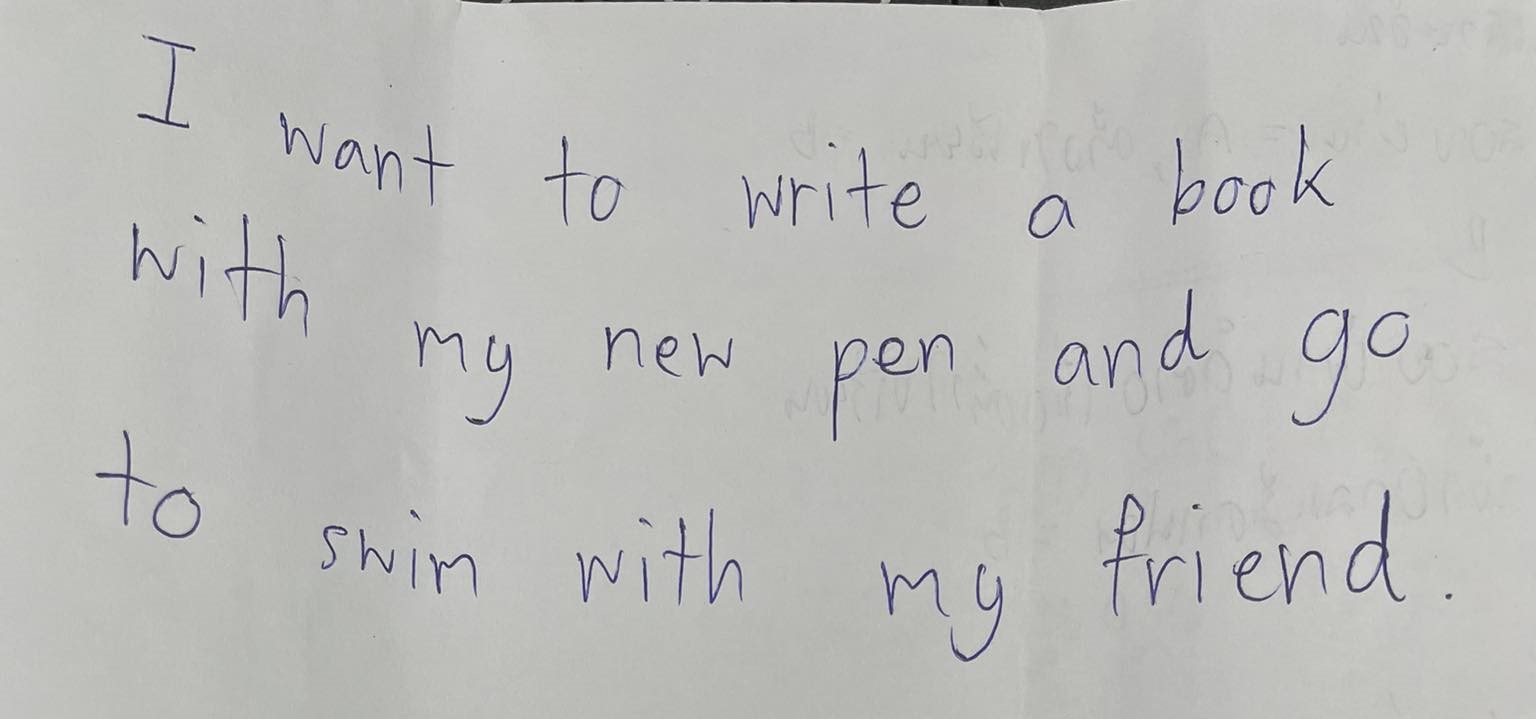 I want to write a book
with my new pen and go
to swim with my friend.